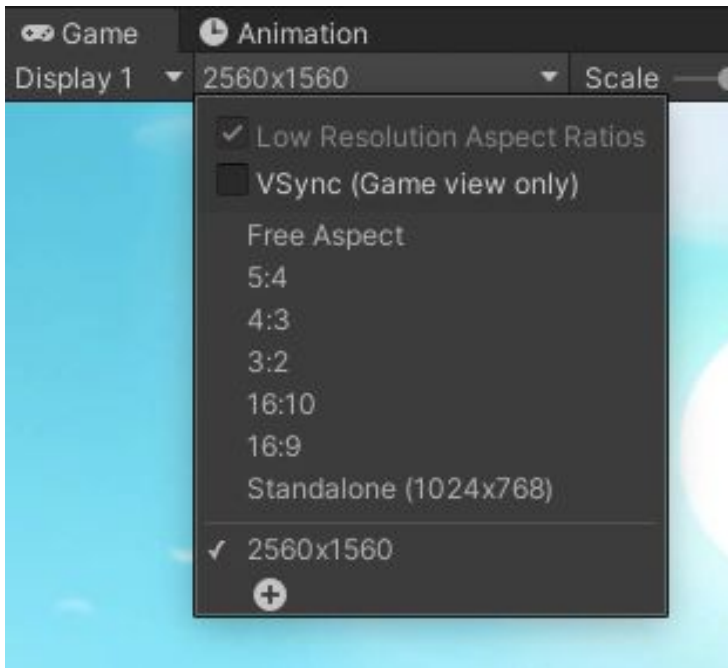 Game Animation
Display 1 2560x1560 Scale
Low Resolution Aspect Ratios
VSync (Game view only)
Free Aspect
5:4
4:3
3:2
16:10
16:9
Standalone (1024x768)
2560x1560